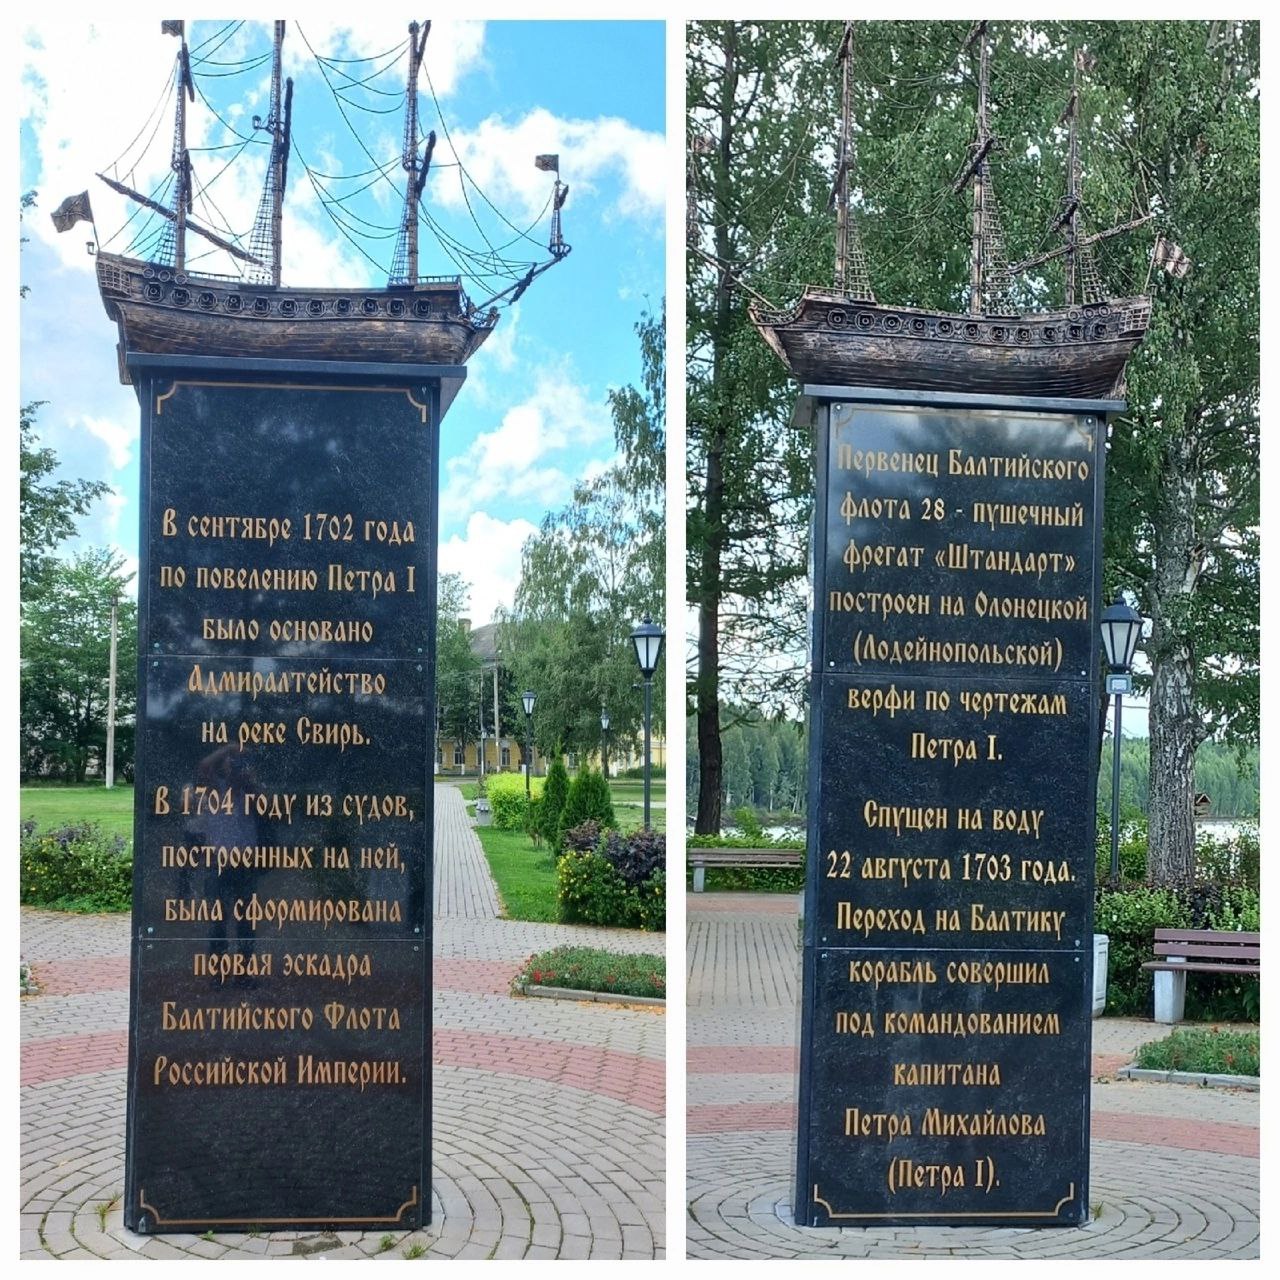 В сентябре 1702 года
по повелению Петра I
было основано
Адмиралтейство
на реке Свирь.
В 1704 году из судов,
построенных на ней,
была сформирована
первая эскадра
Балтийского Флота
Российской Империи.
Первенец Балтийского
флота 28 - пушечный
фрегат «Штандарт»
построен на Олонецкой
(Лодейнопольской)
верфи по чертежам
Петра I.
Спущен на воду
22 августа 1703 года.
Переход на Балтику
корабль совершил
под командованием
капитана
Петра Михайлова
(Петра I).